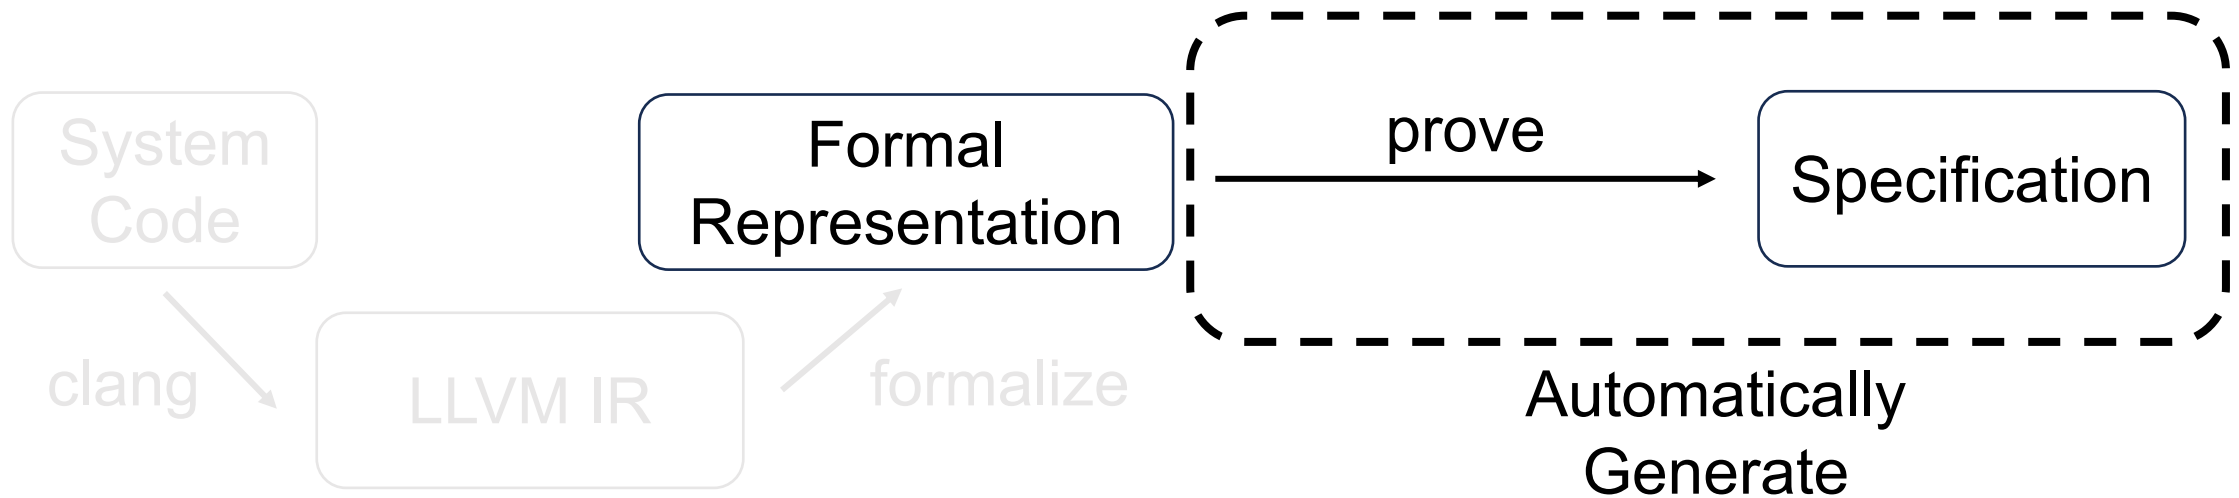 System
Code
clang
LLVM IR
formalize
Formal
Representation
prove
Specification
Automatically
Generate